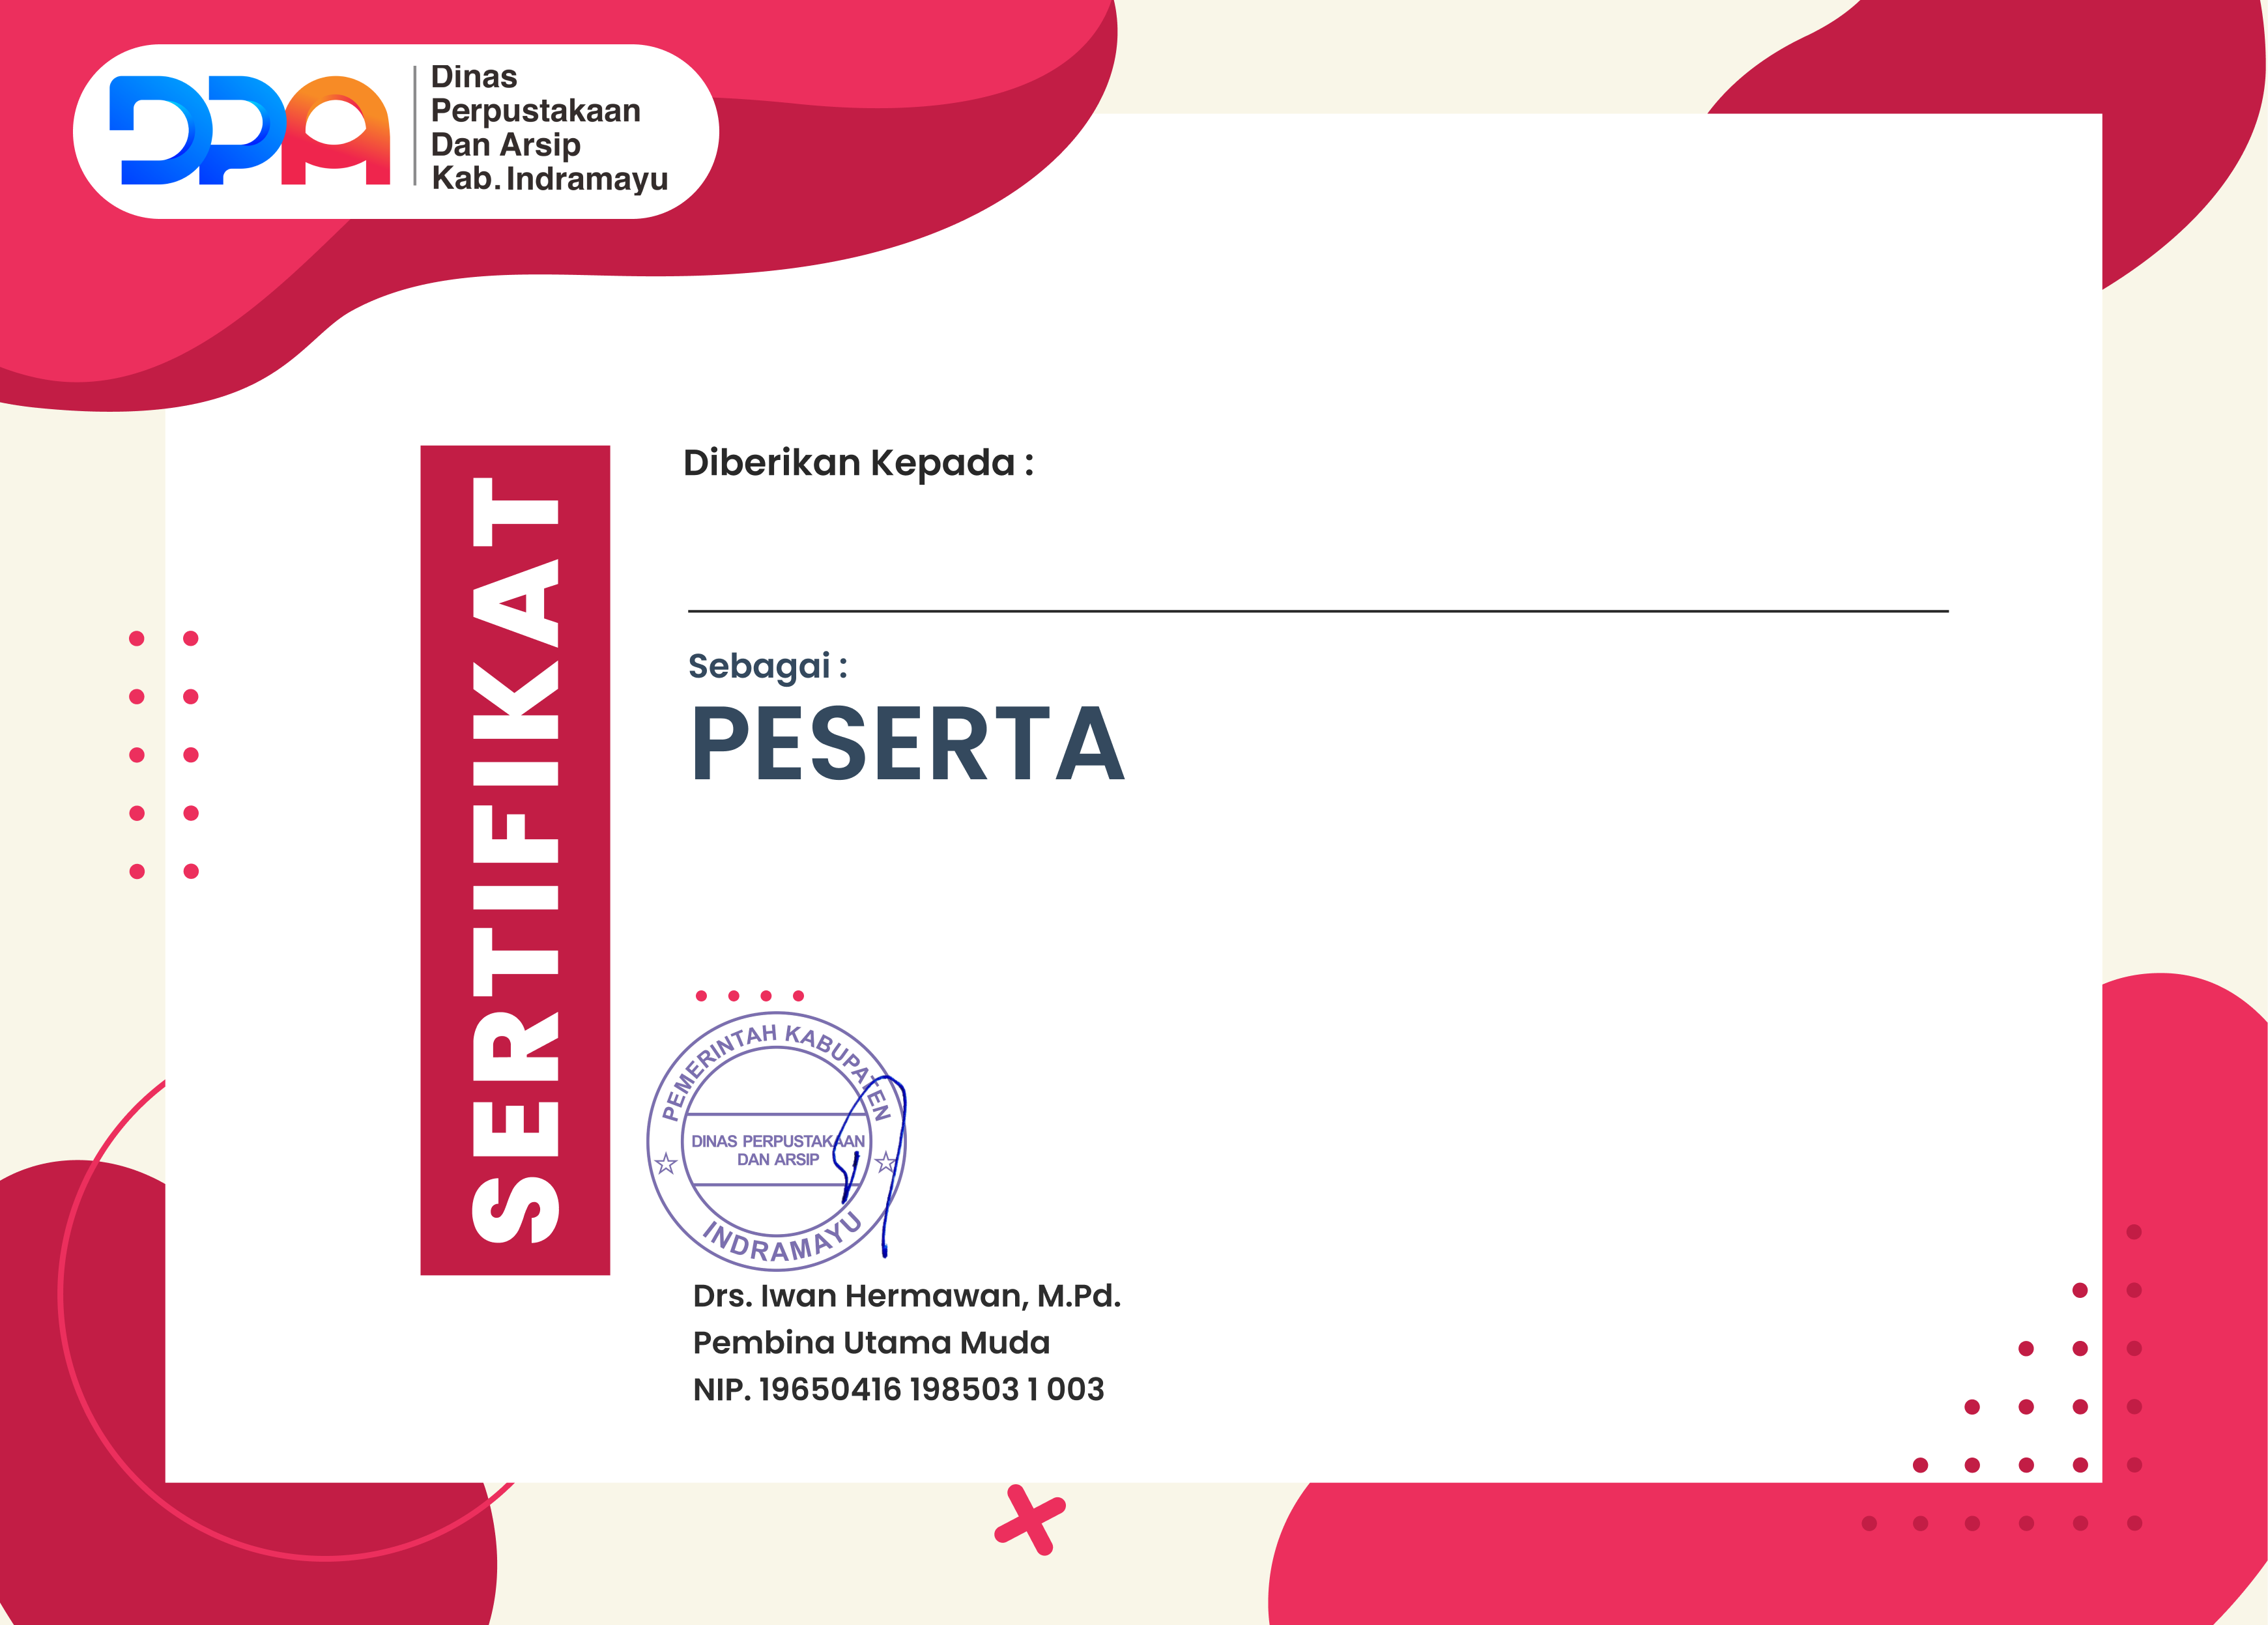 DPA
Dinas
Perpustakaan
Dan Arsip
Kab. Indramayu
SERTIFIKAT
Diberikan Kepada :
Sebagai :
PESERTA
PEMERINTAH KABUPATEN
DINAS PERPUSTAKAAN
DAN ARSIP
INDRAMAYU
Drs. Iwan Hermawan, M.Pd.
Pembina Utama Muda
NIP. 19650416 198503 1 003